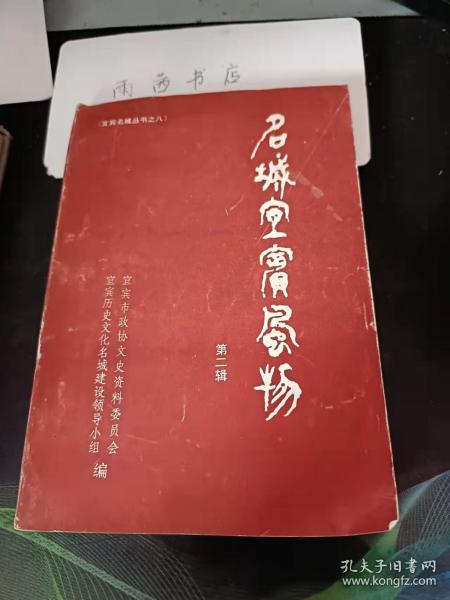 雨西书店
(宜宾名城丛书之八)
名城宜賓風物
第二辑
宜宾市政协文史资料委员会
宜宾历史文化名城建设领导小组
编
孔夫子旧书网
www.kongfz.com